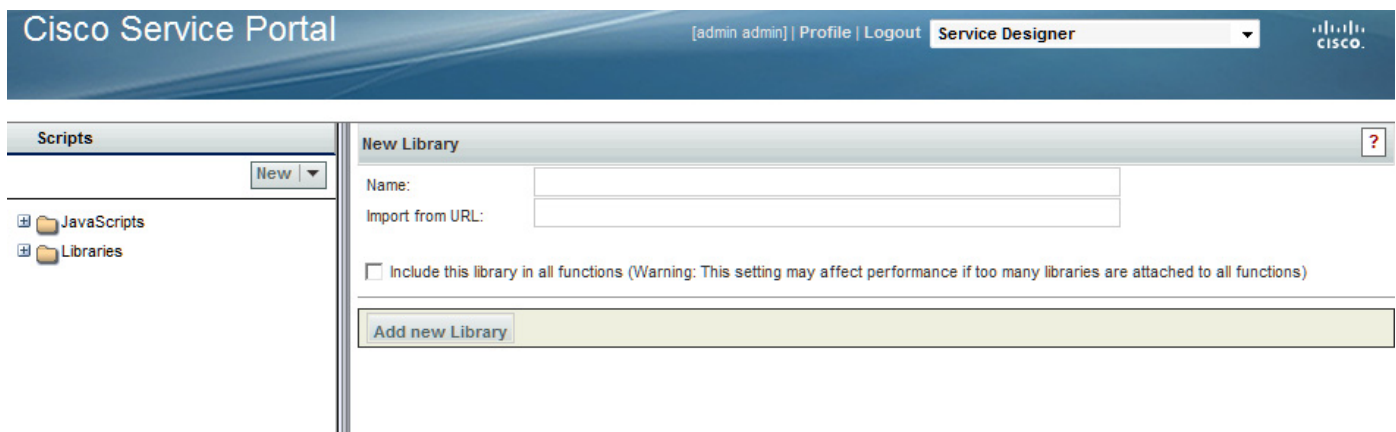 Cisco Service Portal
[admin admin] | Profile | Logout Service Designer
CISCO.
Scripts
New
JavaScripts
Libraries
New Library
?
Name:
Import from URL:
Include this library in all functions (Warning: This setting may affect performance if too many libraries are attached to all functions)
Add new Library